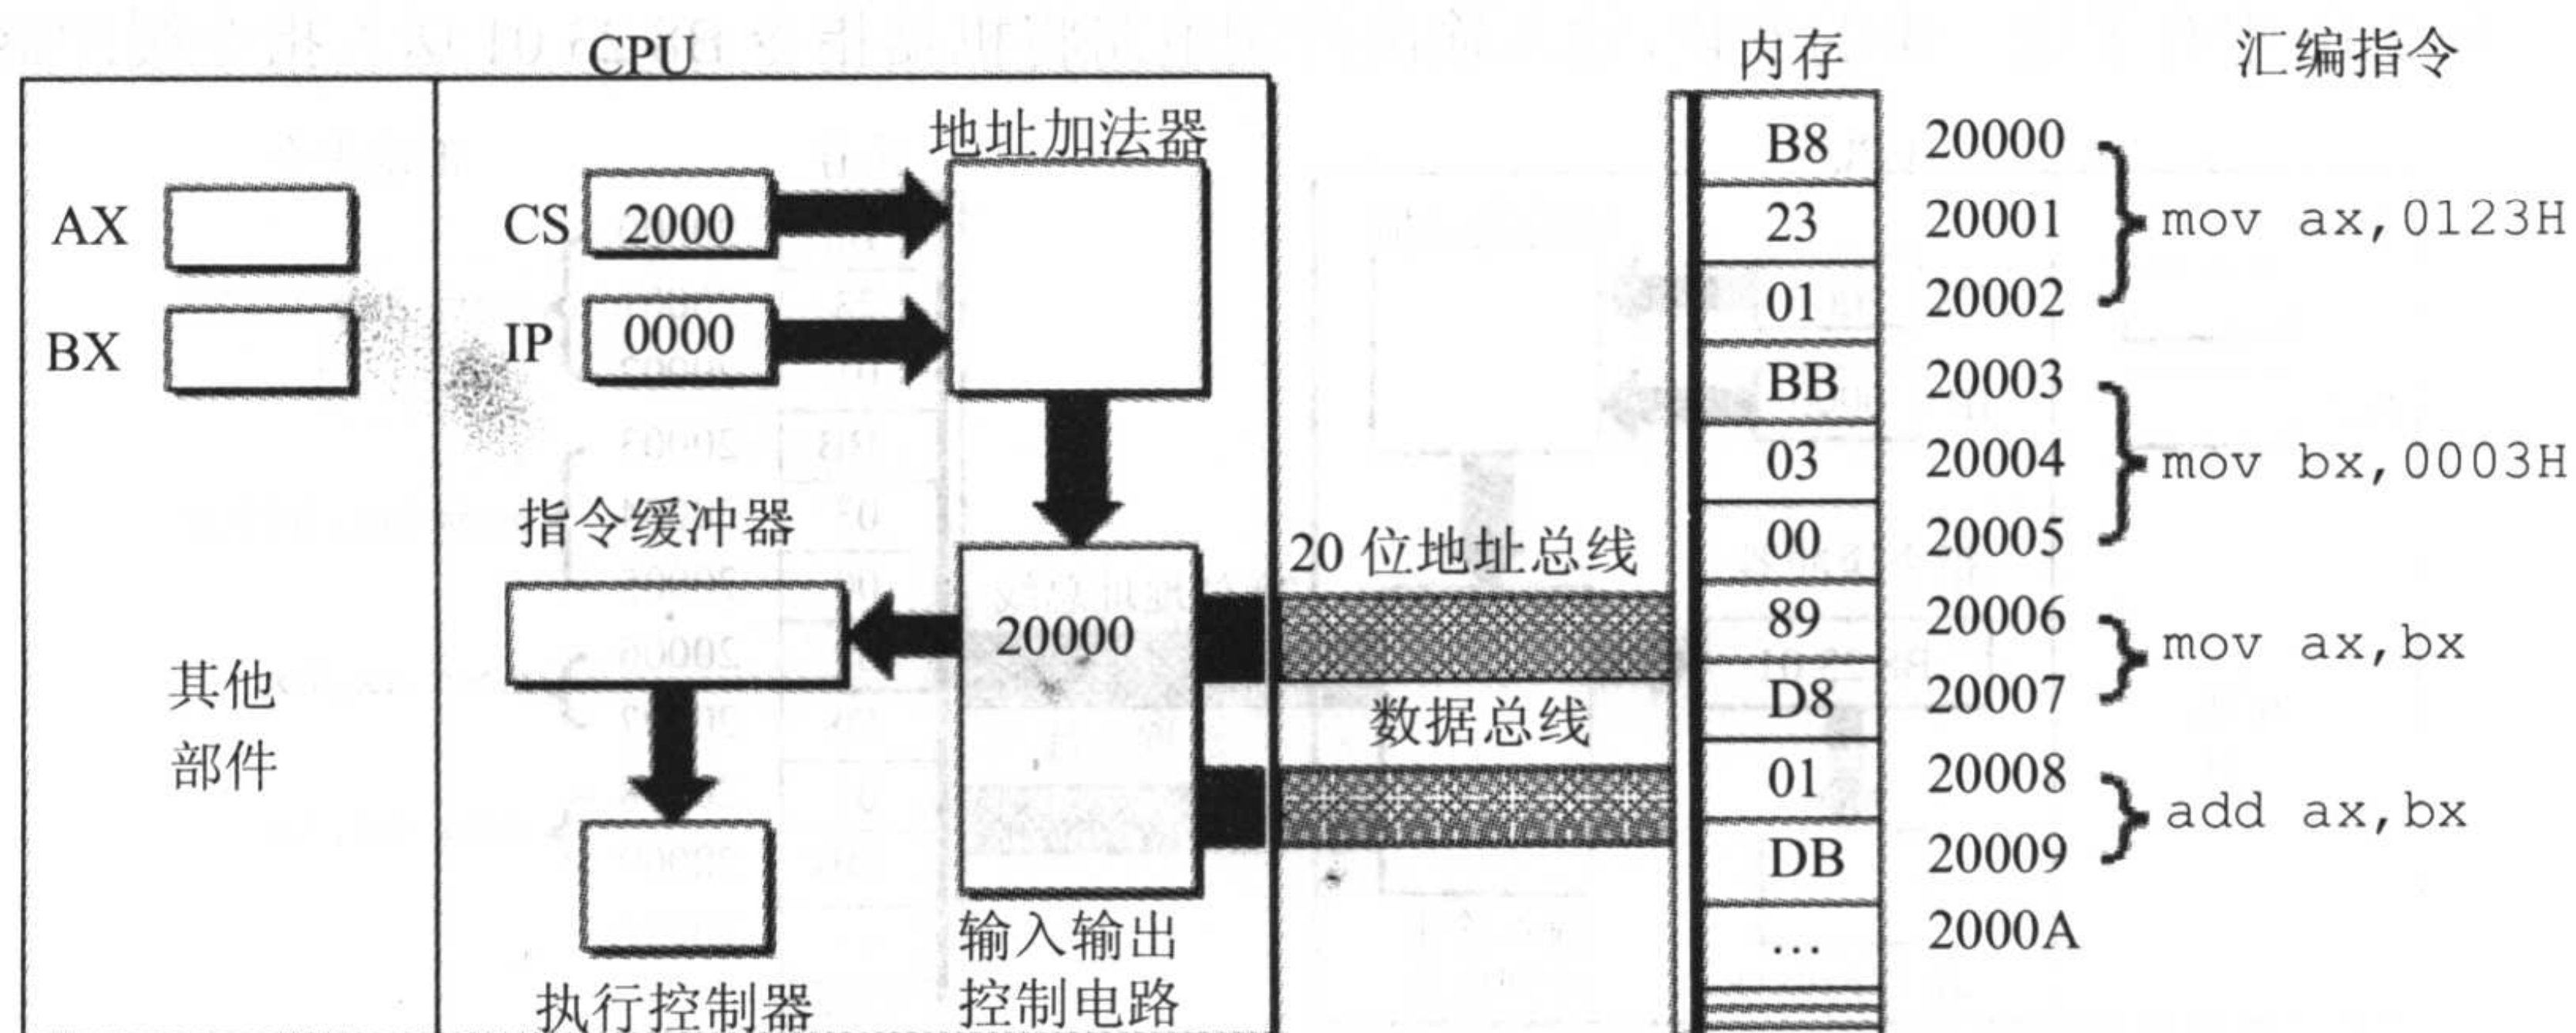 CPU
内存
汇编指令
地址加法器
AX
BX
CS
2000
IP
0000
指令缓冲器
20000
20 位地址总线
数据总线
其他
部件
执行控制器
输入输出
控制电路
B8 20000
23 20001
01 20002
mov ax,0123H
BB 20003
03 20004
00 20005
mov bx,0003H
89 20006
D8 20007
mov ax,bx
01 20008
DB 20009
add ax,bx
… 2000A